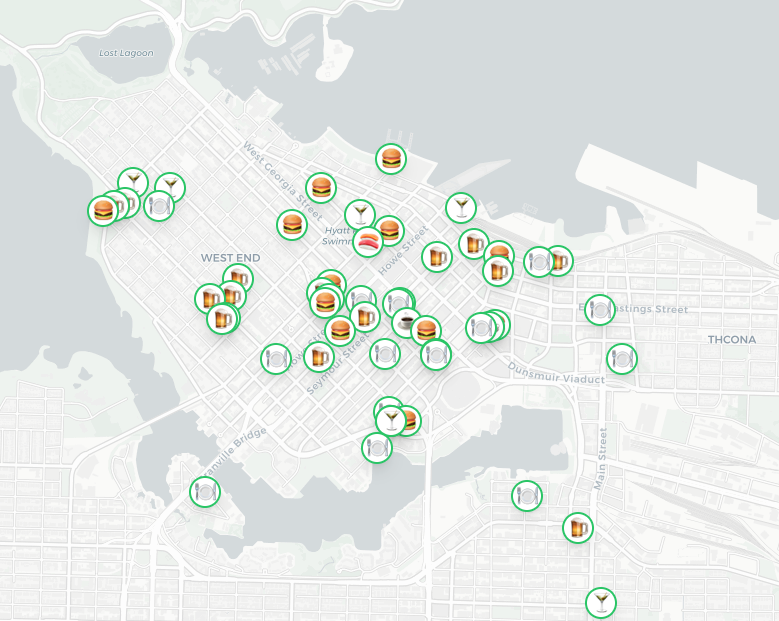 Lost Lagoon
West Georgia Street
Hyatt
Swimm
WEST END
Howe Street
Hastings Street
THCONA
Seymour Street
Dunsmuir Viaduct
Main Street
anville Bridge